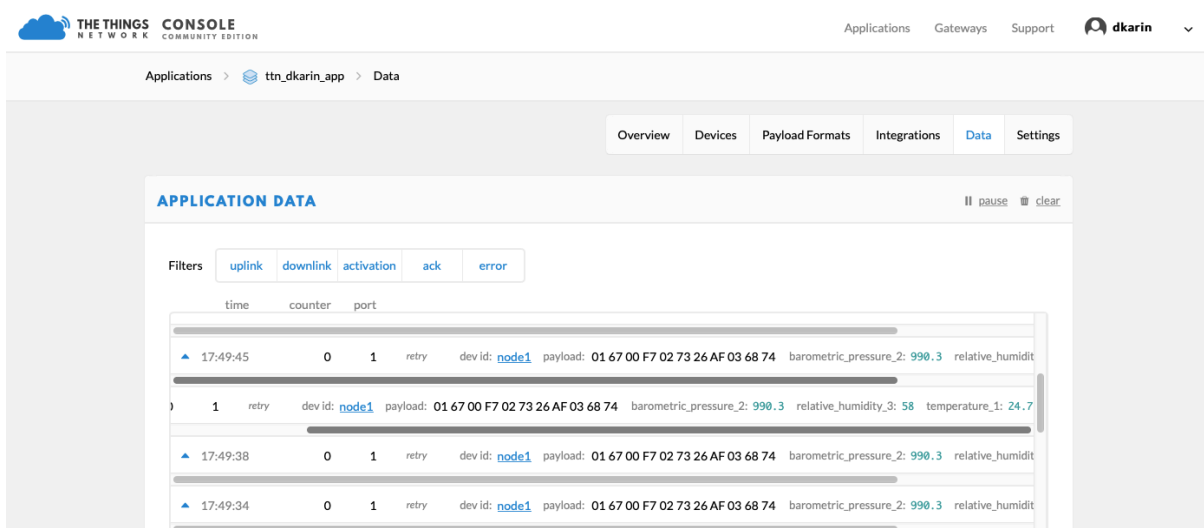 THE THINGS CONSOLE
NETWORK COMMUNITY EDITION
Applications Gateways Support dkarin
Applications > ttn_dkarin_app > Data
Overview Devices Payload Formats Integrations Data Settings
APPLICATION DATA
pause clear
Filters uplink downlink activation ack error
time counter port
17:49:45 0 1 retry dev id: node1 payload: 01 67 00 F7 02 73 26 AF 03 68 74 barometric_pressure_2: 990.3 relative_humidit
1 retry dev id: node1 payload: 01 67 00 F7 02 73 26 AF 03 68 74 barometric_pressure_2: 990.3 relative_humidity_3: 58 temperature_1: 24.7
17:49:38 0 1 retry dev id: node1 payload: 01 67 00 F7 02 73 26 AF 03 68 74 barometric_pressure_2: 990.3 relative_humidit
17:49:34 0 1 retry dev id: node1 payload: 01 67 00 F7 02 73 26 AF 03 68 74 barometric_pressure_2: 990.3 relative_humidit